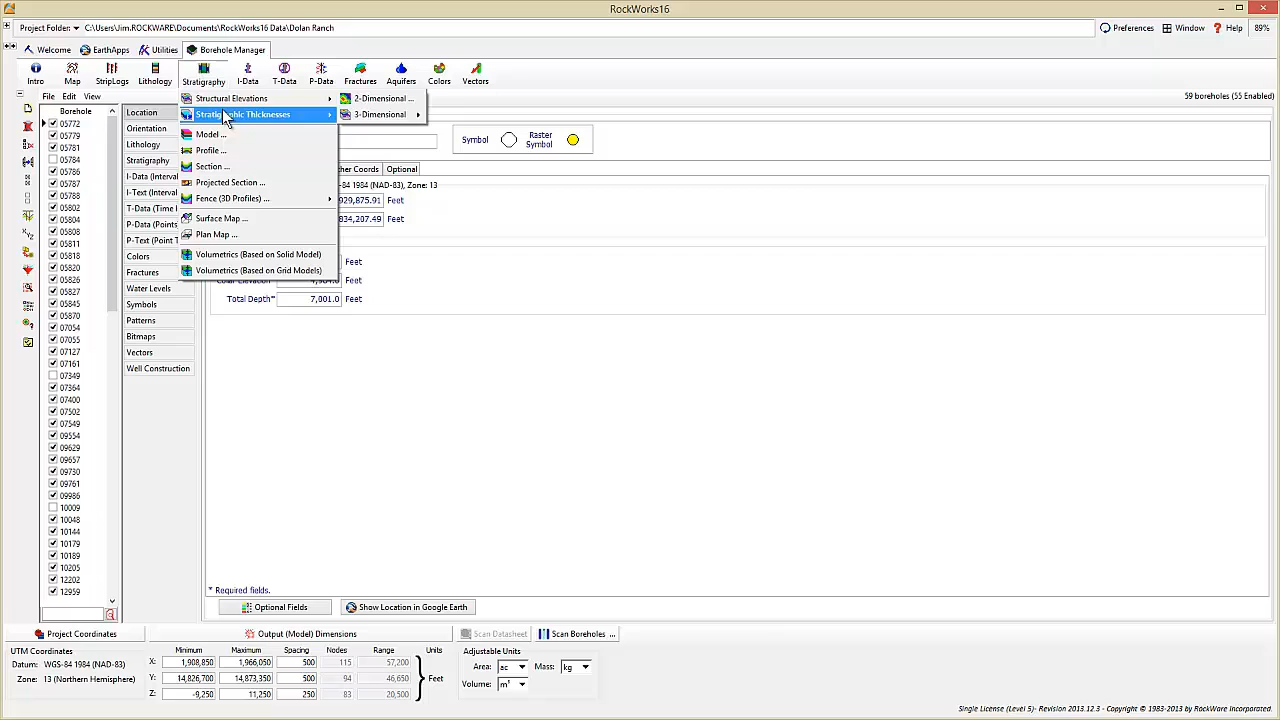 RockWorks16
Project Folder: C:\Users\Jim.ROCKWARE\Documents\RockWorks16 Data\Dolan Ranch
Preferences Window Help 89%
Welcome EarthApps Utilities Borehole Manager
Intro Map StripLogs Lithology Stratigraphy I-Data T-Data P-Data Fractures Aquifers Colors Vectors
File Edit View
59 boreholes (55 Enabled)
Borehole
05772
05779
05781
05784
05786
05787
05788
05802
05804
05808
05811
05818
05820
05826
05827
05845
05870
07054
07055
07127
07161
07349
07364
07400
07502
07549
09554
09629
09657
09730
09761
09986
10009
10048
10144
10179
10189
10205
12202
12959
Location
Orientation
Lithology
Stratigraphy
I-Data (Interval
I-Text (Interval
T-Data (Time I
P-Data (Points
P-Text (Point T
Colors
Fractures
Water Levels
Symbols
Patterns
Bitmaps
Vectors
Well Construction
Structural Elevations
Stratigraphic Thicknesses
Model ...
Profile ...
Section ...
Projected Section ...
Fence (3D Profiles) ...
Surface Map ...
Plan Map ...
Volumetrics (Based on Solid Model)
Volumetrics (Based on Grid Models)
2-Dimensional ...
3-Dimensional
Symbol Raster Symbol
ther Coords Optional
-84 1984 (NAD-83), Zone: 13
929,875.91 Feet
834,207.49 Feet
Feet
Collar Elevation Feet
Total Depth* 7,001.0 Feet
* Required fields.
Optional Fields Show Location in Google Earth
Project Coordinates Output (Model) Dimensions Scan Datasheet Scan Boreholes ...
UTM Coordinates
Datum: WGS-84 1984 (NAD-83)
Zone: 13 (Northern Hemisphere)
Minimum Maximum Spacing Nodes Range Units
X: 1,908,850 1,966,050 500 115 57,200
Y: 14,826,700 14,873,350 500 94 46,650 Feet
Z: -9,250 11,250 250 83 20,500
Adjustable Units
Area: ac Mass: kg
Volume: m³
Single License (Level 5)- Revision 2013.12.3 - Copyright © 1983-2013 by RockWare Incorporated.